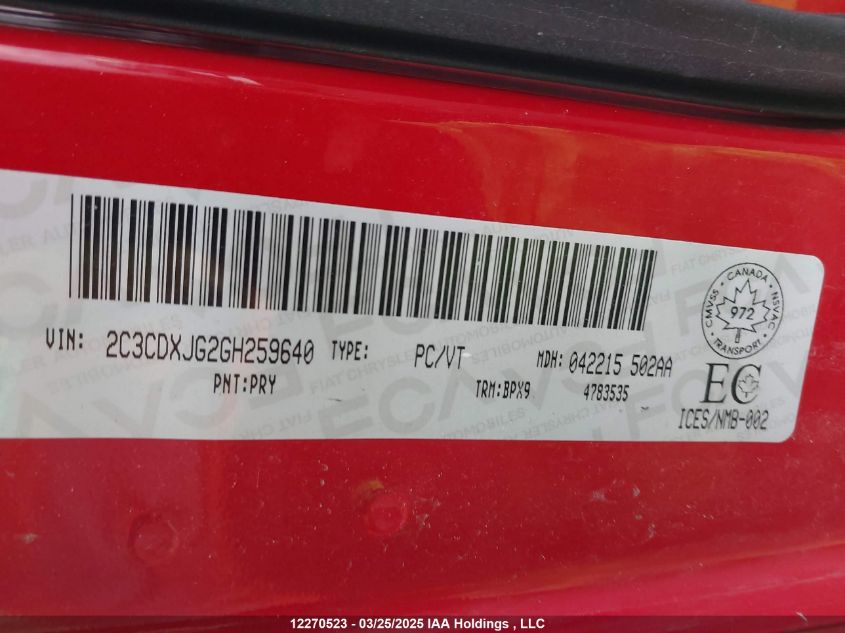 CMVSS • CANADA • NSVAC
972
TRANSPORT
VIN: 2C3CDXJG2GH259640 TYPE: PC/VT MDH: 042215 502AA
PNT:PRY TRM:BPX9 4783535
EC
ICES/NMB-002
12270523 - 03/25/2025 IAA Holdings , LLC